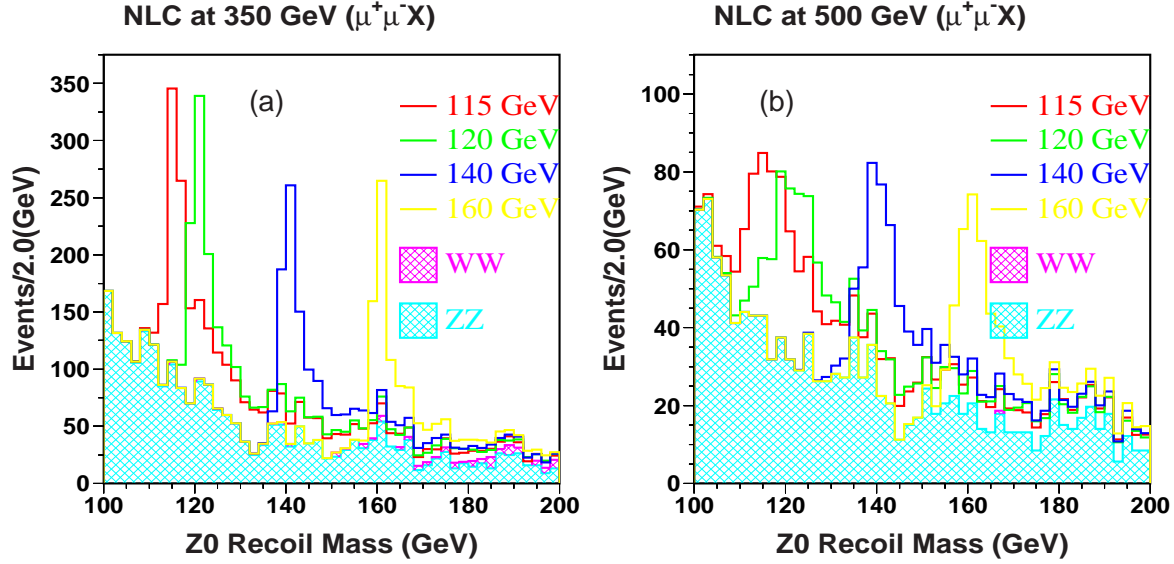 NLC at 350 GeV (μ⁺μ⁻X)
Events/2.0(GeV)
350
300
250
200
150
100
50
0
(a)
115 GeV
120 GeV
140 GeV
160 GeV
WW
ZZ
100 120 140 160 180 200
Z0 Recoil Mass (GeV)
NLC at 500 GeV (μ⁺μ⁻X)
Events/2.0(GeV)
100
80
60
40
20
0
(b)
115 GeV
120 GeV
140 GeV
160 GeV
WW
ZZ
100 120 140 160 180 200
Z0 Recoil Mass (GeV)